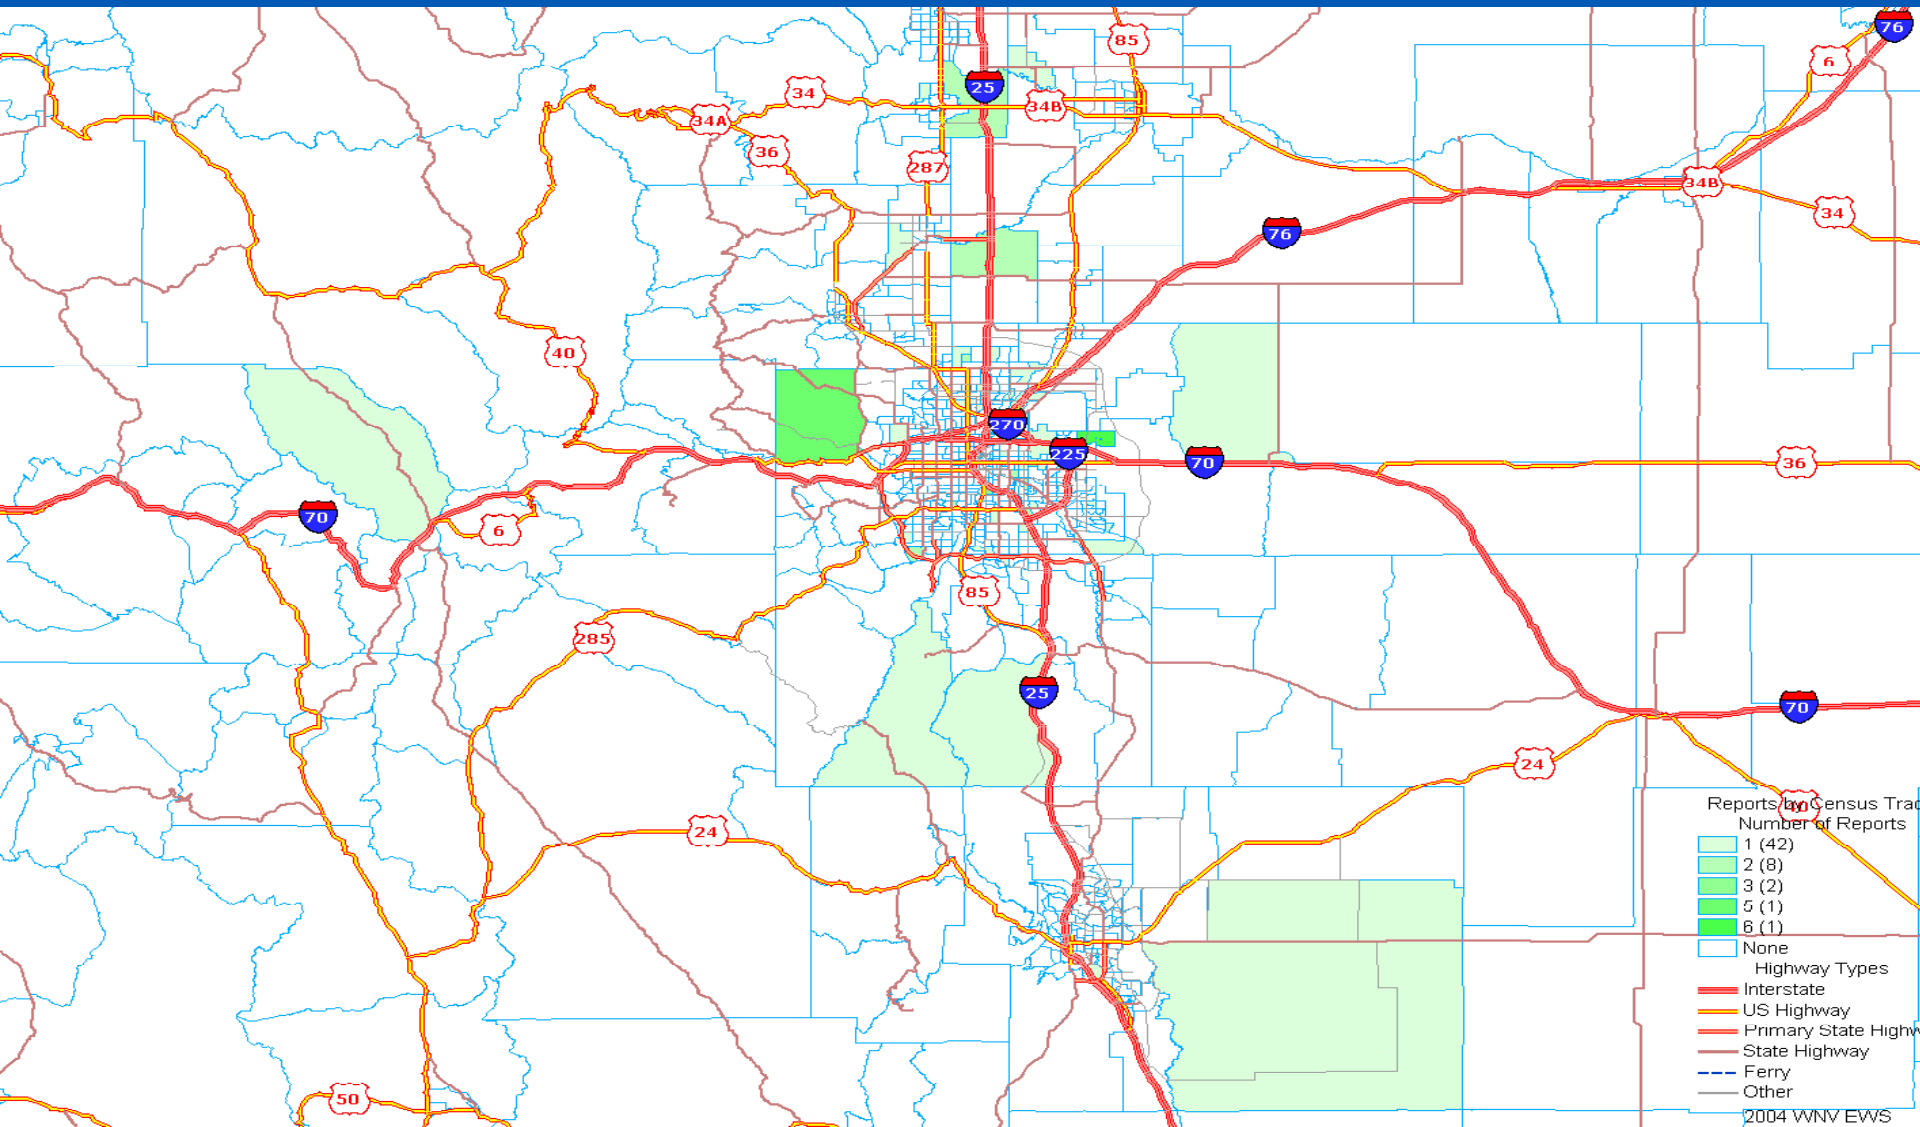 76
85
6
25
34
34B
34A
36
287
34B
34
76
40
270
225
70
36
70
6
85
285
25
70
24
24
50
Reports by Census Trac
Number of Reports
1 (42)
2 (8)
3 (2)
5 (1)
6 (1)
None
Highway Types
Interstate
US Highway
Primary State Highw
State Highway
Ferry
Other
2004 WNV EWS